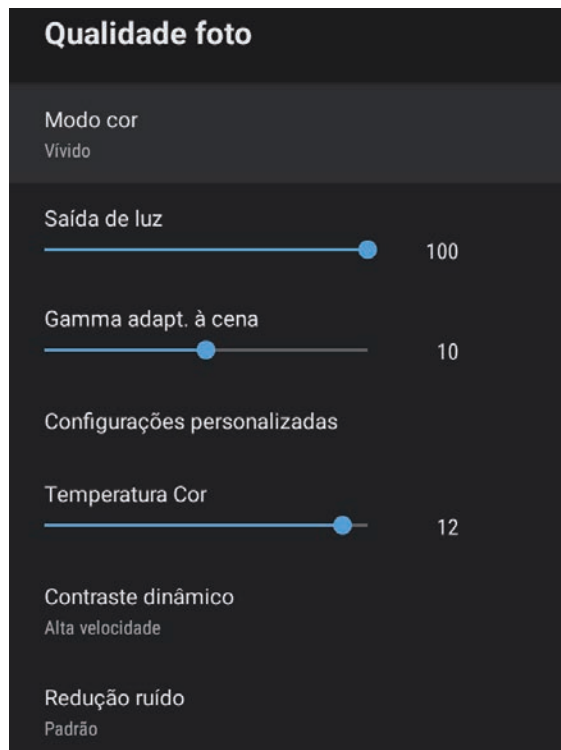 Qualidade foto
Modo cor
Vívido
Saída de luz
100
Gamma adapt. à cena
10
Configurações personalizadas
Temperatura Cor
12
Contraste dinâmico
Alta velocidade
Redução ruído
Padrão